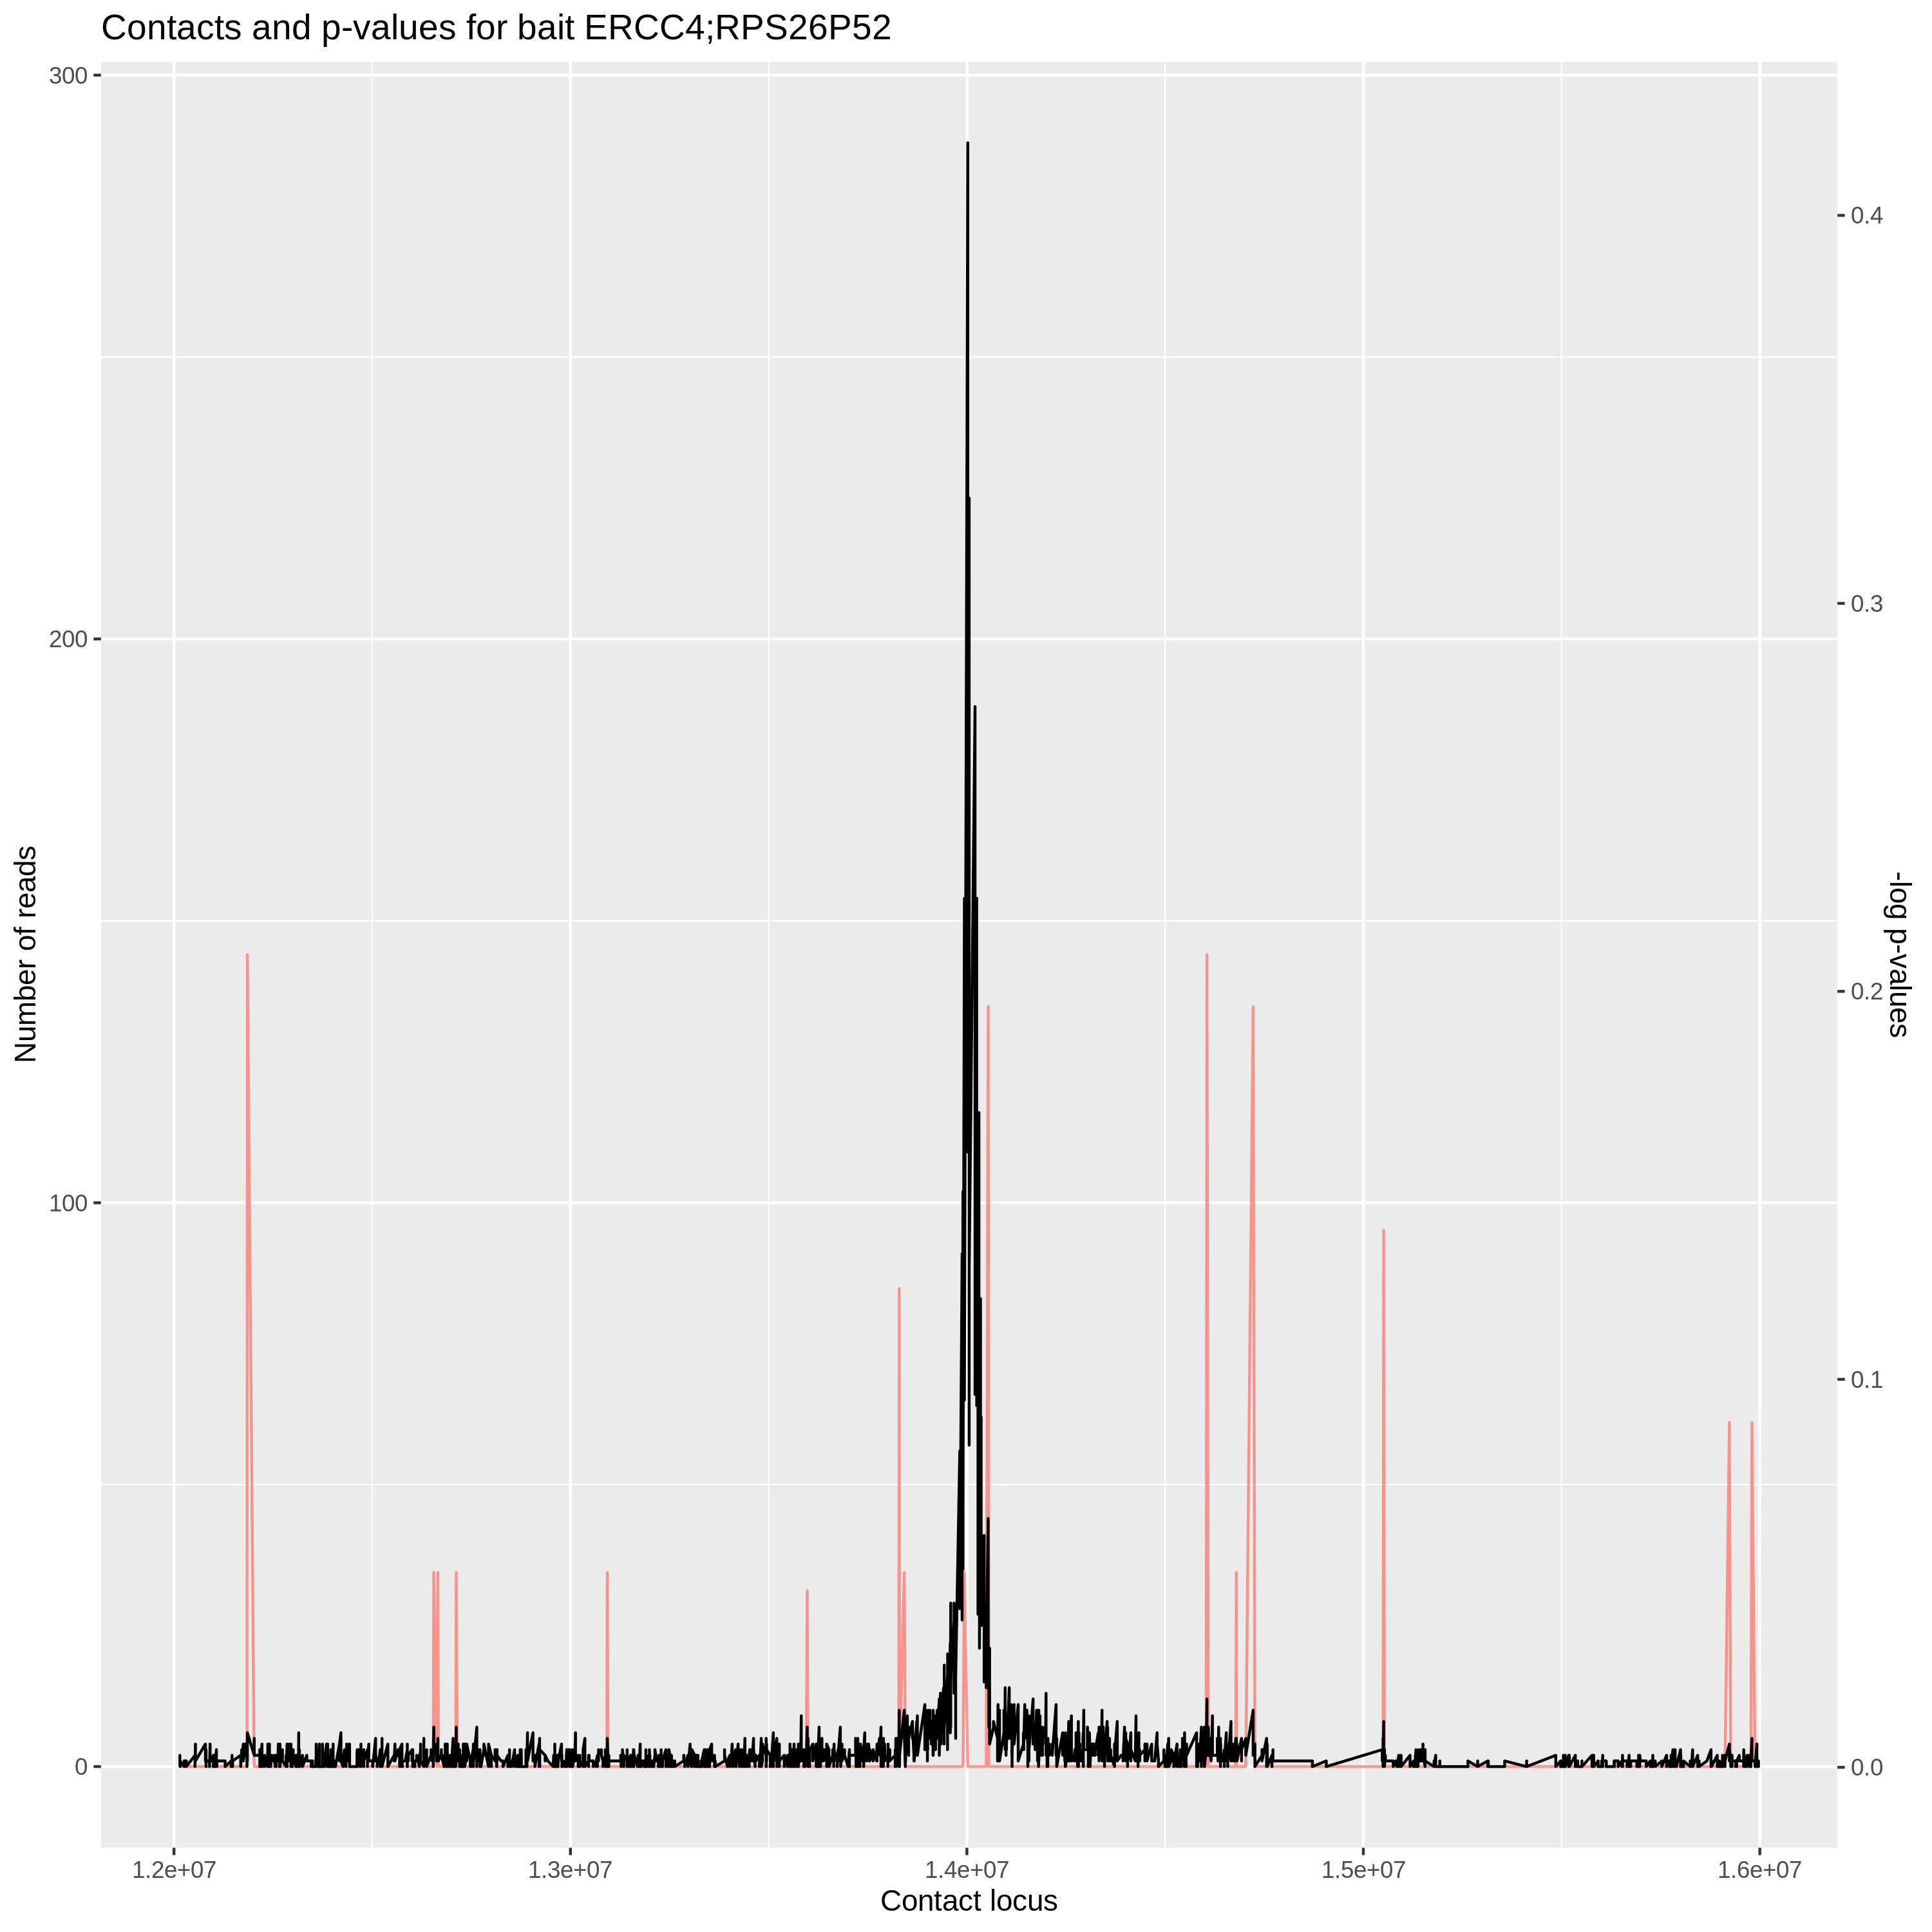 Contacts and p-values for bait ERCC4;RPS26P52
300
200
100
0
Number of reads
0.4
0.3
0.2
0.1
0.0
-log p-values
1.2e+07 1.3e+07 1.4e+07 1.5e+07 1.6e+07
Contact locus